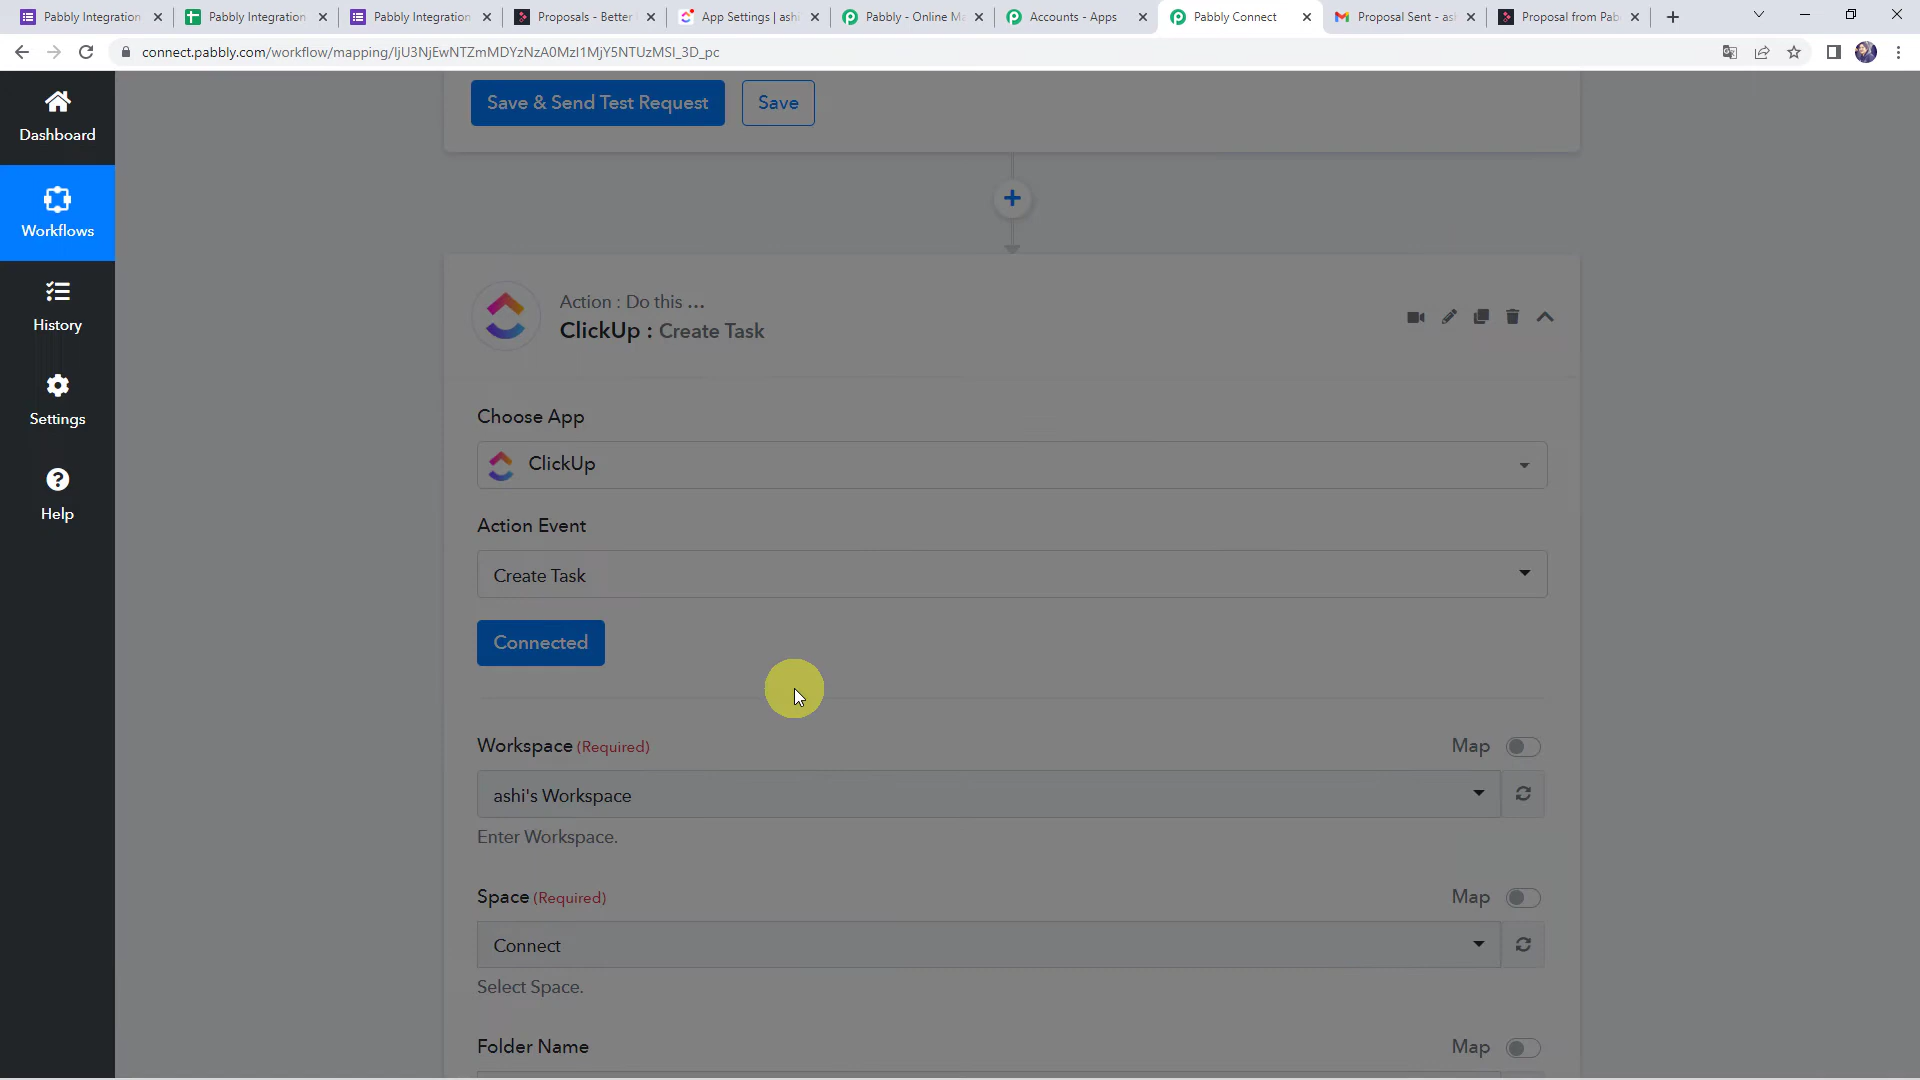 Pabbly Integration
Pabbly Integration
Pabbly Integration
Proposals - Better
App Settings | ashi
Pabbly - Online Ma
Accounts - Apps
Pabbly Connect
Proposal Sent - as
Proposal from Pab
connect.pabbly.com/workflow/mapping/IjU3NjEwNTZmMDYzNzA0MzI1MjY5NTUzMSI_3D_pc
Dashboard
Workflows
History
Settings
Help
Save & Send Test Request
Save
Action : Do this ...
ClickUp : Create Task
Choose App
ClickUp
Action Event
Create Task
Connected
Workspace (Required)
Map
ashi's Workspace
Enter Workspace.
Space (Required)
Map
Connect
Select Space.
Folder Name
Map